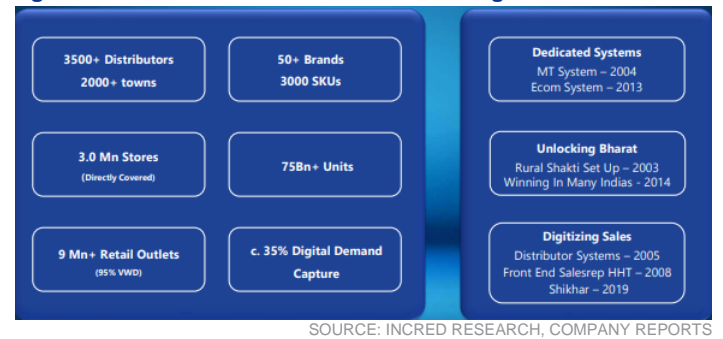 3500+ Distributors
2000+ towns
50+ Brands
3000 SKUs
3.0 Mn Stores
(Directly Covered)
75Bn+ Units
9 Mn+ Retail Outlets
(95% VWD)
c. 35% Digital Demand
Capture
Dedicated Systems
MT System – 2004
Ecom System – 2013
Unlocking Bharat
Rural Shakti Set Up – 2003
Winning In Many Indias - 2014
Digitizing Sales
Distributor Systems – 2005
Front End Salesrep HHT – 2008
Shikhar – 2019
SOURCE: INCRED RESEARCH, COMPANY REPORTS